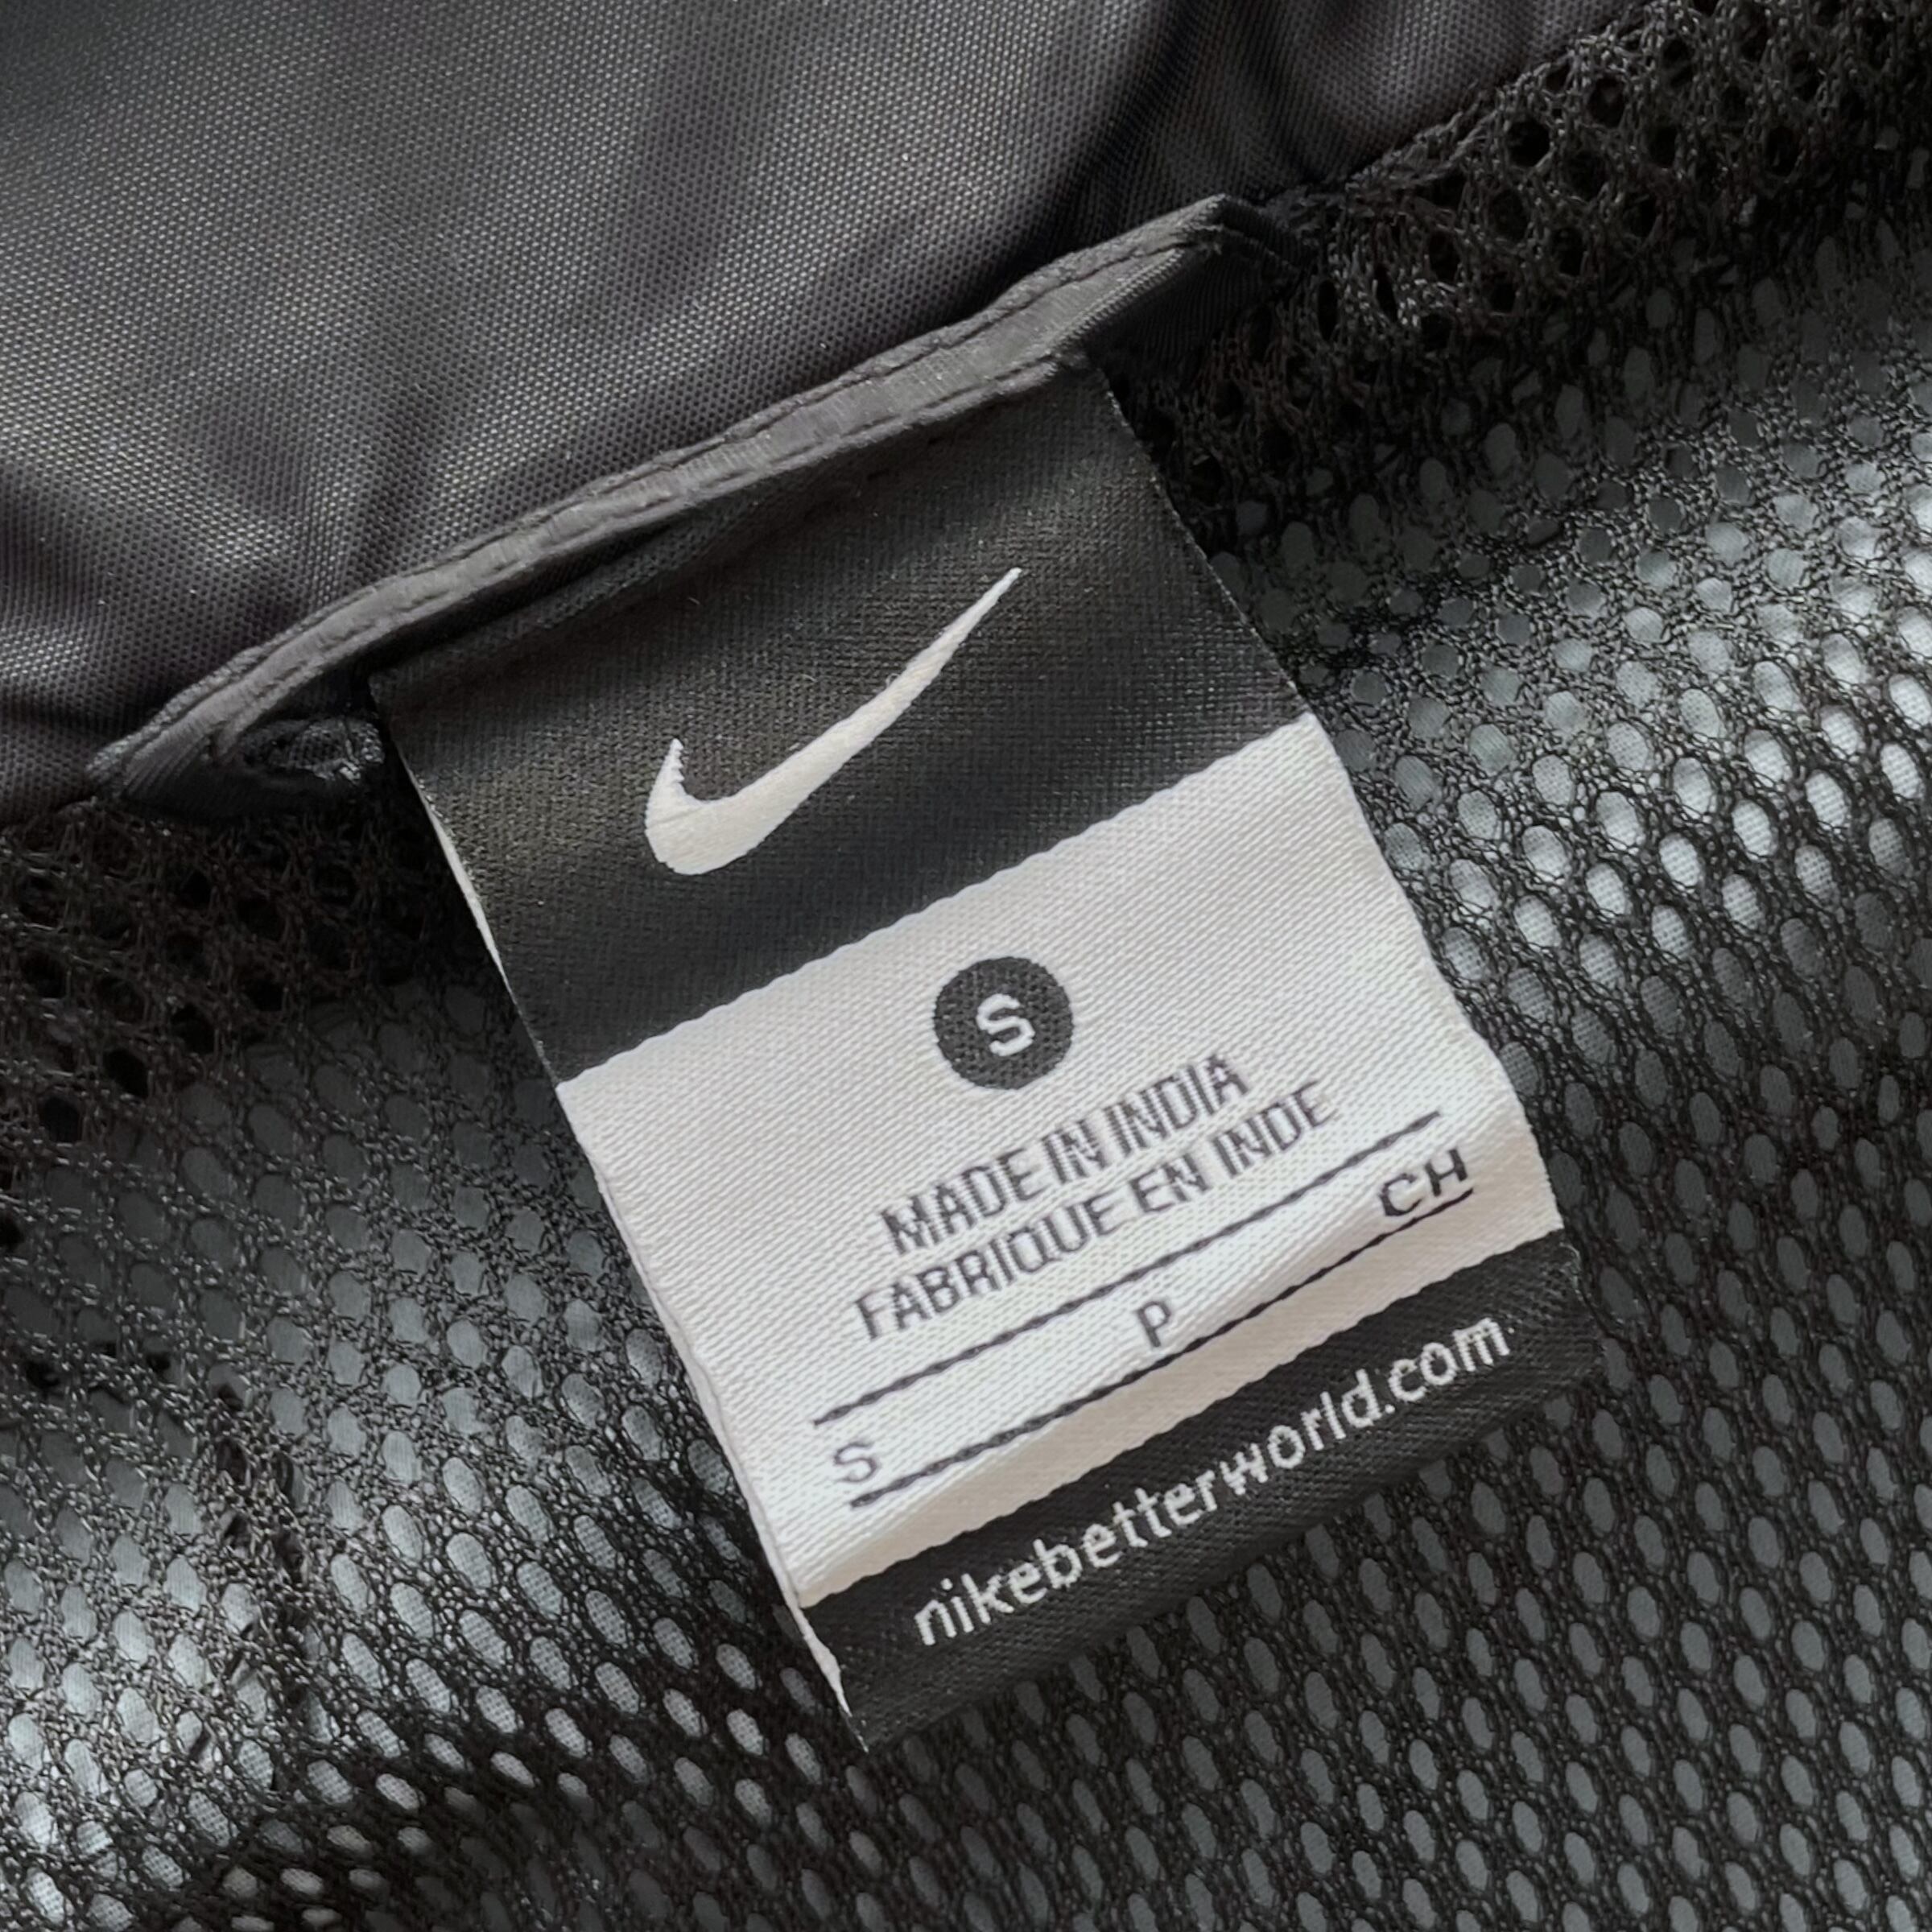 S
MADE IN INDIA
FABRIQUE EN INDE
S P CH
nikebetterworld.com